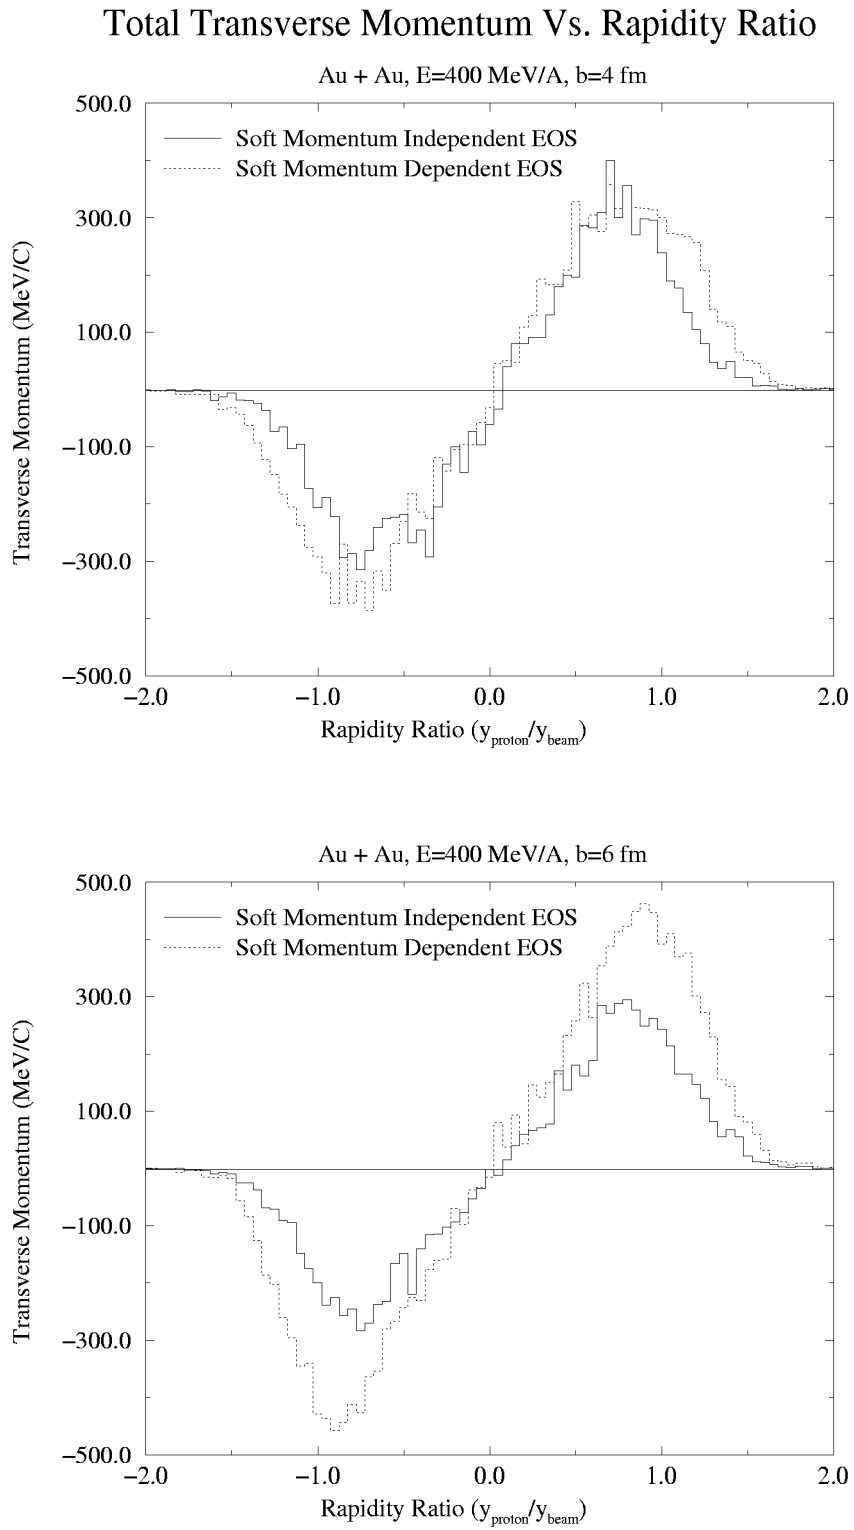 Total Transverse Momentum Vs. Rapidity Ratio
Au + Au, E=400 MeV/A, b=4 fm
500.0
300.0
100.0
−100.0
−300.0
−500.0
Transverse Momentum (MeV/C)
Soft Momentum Independent EOS
Soft Momentum Dependent EOS
−2.0 −1.0 0.0 1.0 2.0
Rapidity Ratio (yproton/ybeam)
Au + Au, E=400 MeV/A, b=6 fm
500.0
300.0
100.0
−100.0
−300.0
−500.0
Transverse Momentum (MeV/C)
Soft Momentum Independent EOS
Soft Momentum Dependent EOS
−2.0 −1.0 0.0 1.0 2.0
Rapidity Ratio (yproton/ybeam)